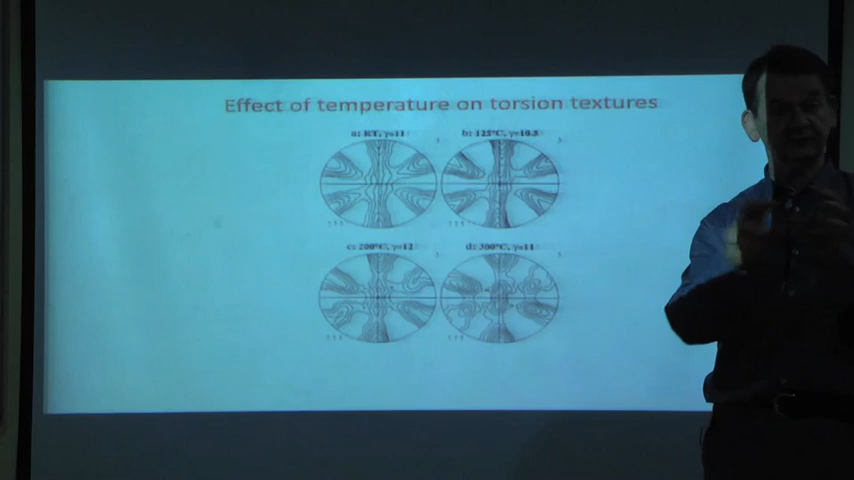 Effect of temperature on torsion textures
a: RT, γ=11
b: 125°C, γ=10.5
c: 200°C, γ=12
d: 300°C, γ=11